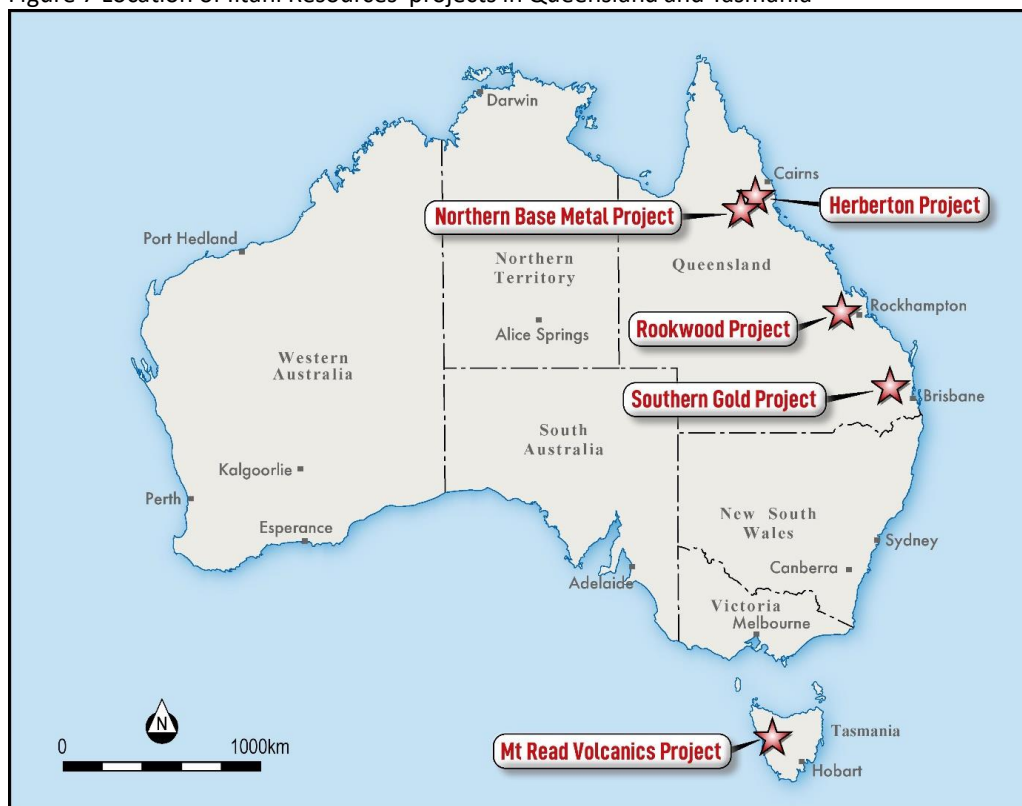 Figure 7 Location of Iltani Resources' projects in Queensland and Tasmania
Darwin
Cairns
Northern Base Metal Project
Herberton Project
Port Hedland
Northern
Territory
Queensland
Rockhampton
Alice Springs
Rookwood Project
Western
Australia
Southern Gold Project
Brisbane
South
Australia
Kalgoorlie
Perth
New South
Wales
Esperance
Sydney
Canberra
Adelaide
Victoria
Melbourne
N
0 1000km
Mt Read Volcanics Project
Tasmania
Hobart